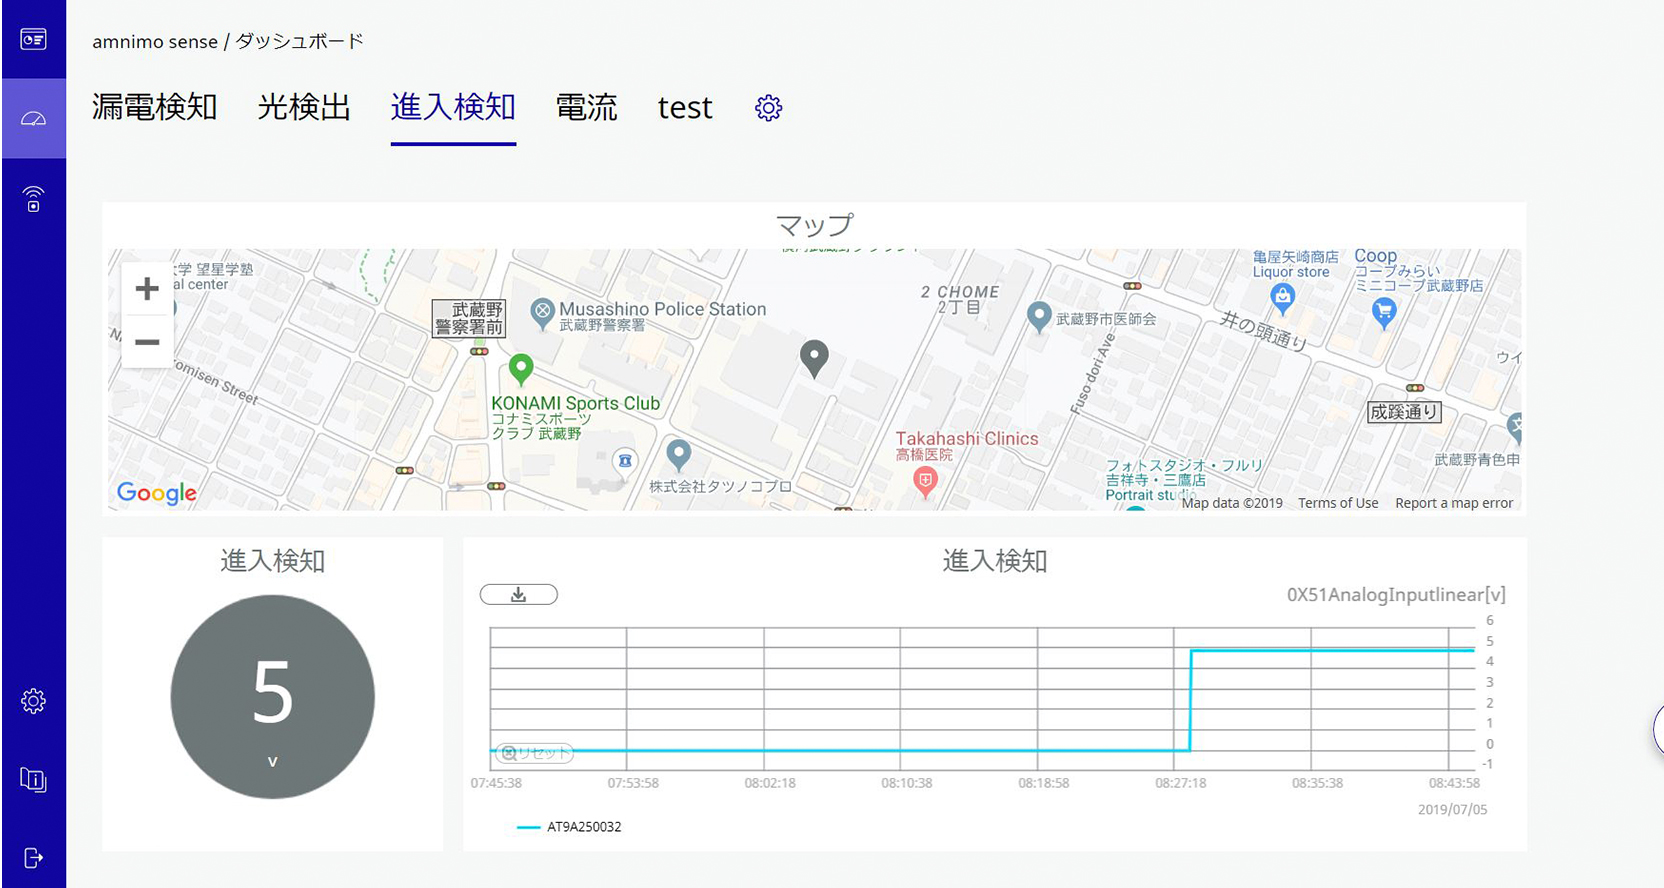 amnimo sense / ダッシュボード
漏電検知
光検出
進入検知
電流
test
マップ
大学 望星学塾
al center
武蔵野
警察署前
Musashino Police Station
武蔵野警察署
2 CHOME
2丁目
武蔵野市医師会
亀屋矢崎商店
Liquor store
Coop
コープみらい
ミニコープ武蔵野店
井の頭通り
ウイ
omisen Street
KONAMI Sports Club
コナミスポーツ
クラブ 武蔵野
Fuso-dori Ave
成蹊通り
Takahashi Clinics
高橋医院
株式会社タツノコプロ
フォトスタジオ・フルリ
吉祥寺・三鷹店
Portrait studio
武蔵野青色申
Google
Map data ©2019
Terms of Use
Report a map error
進入検知
5
v
進入検知
0X51AnalogInputlinear[v]
6
5
4
3
2
1
0
-1
リセット
07:45:38
07:53:58
08:02:18
08:10:38
08:18:58
08:27:18
08:35:38
08:43:58
2019/07/05
AT9A250032